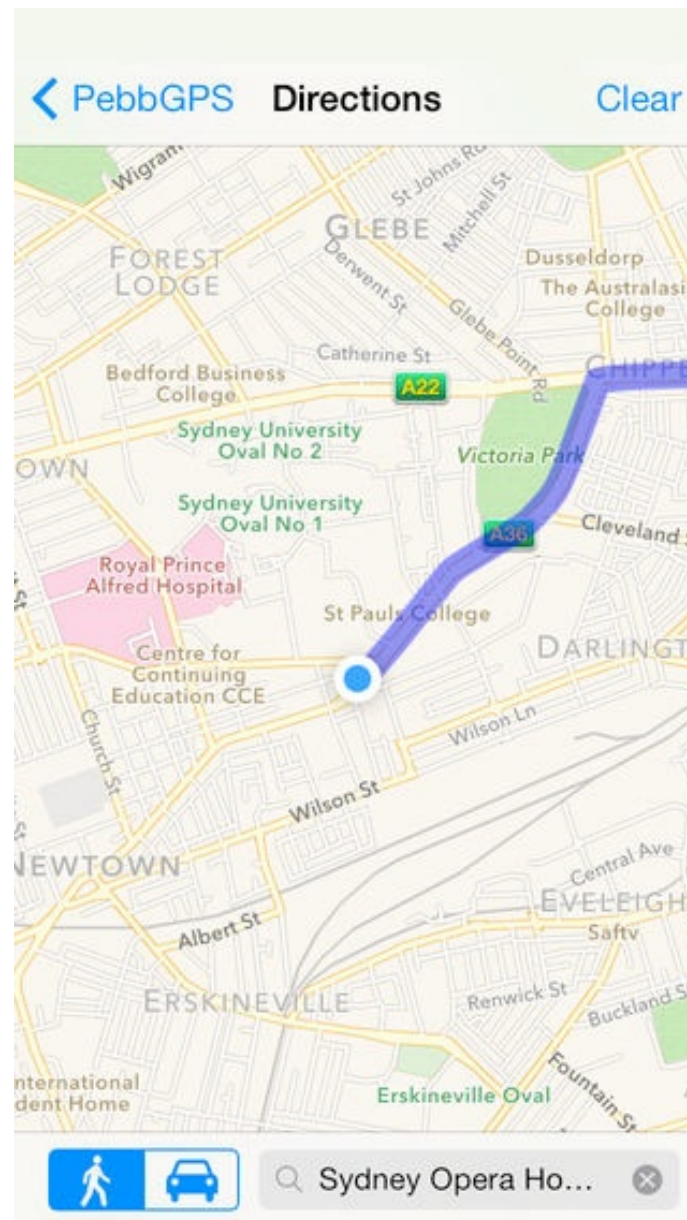 PebbGPS Directions Clear
Wigram
St Johns Rd
Mitchell St
GLEBE
FOREST
LODGE
Derwent St
Dusseldorp
The Australasi
College
Glebe Point Rd
Catherine St
Bedford Business
College
A22
CHIPPE
Sydney University
Oval No 2
Victoria Park
OWN
Sydney University
Oval No 1
A36
Cleveland
Royal Prince
Alfred Hospital
St Pauls College
Centre for
Continuing
Education CCE
DARLINGT
Wilson Ln
Church St
Wilson St
NEWTOWN
Central Ave
EVELEIGH
Saftv
Albert St
ERSKINEVILLE
Renwick St
Buckland S
nternational
dent Home
Erskineville Oval
Fountain St
Sydney Opera Ho...